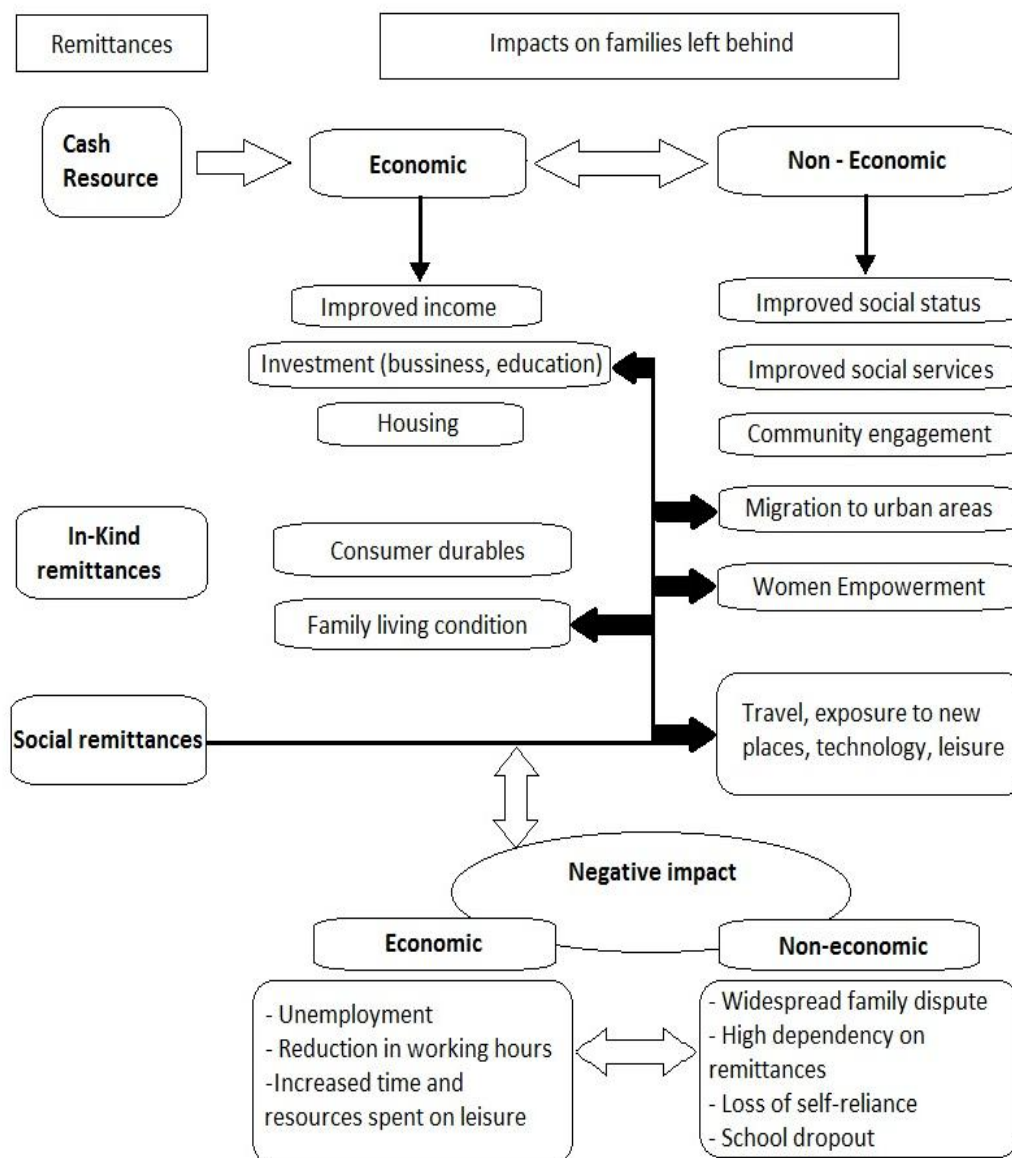 Remittances
Impacts on families left behind
Cash
Resource
Economic
Non - Economic
Improved income
Improved social status
Investment (bussiness, education)
Improved social services
Housing
Community engagement
Migration to urban areas
In-Kind
remittances
Consumer durables
Women Empowerment
Family living condition
Social remittances
Travel, exposure to new
places, technology, leisure
Negative impact
Economic
Non-economic
- Unemployment
- Reduction in working hours
-Increased time and
resources spent on leisure
- Widespread family dispute
- High dependency on
remittances
- Loss of self-reliance
- School dropout